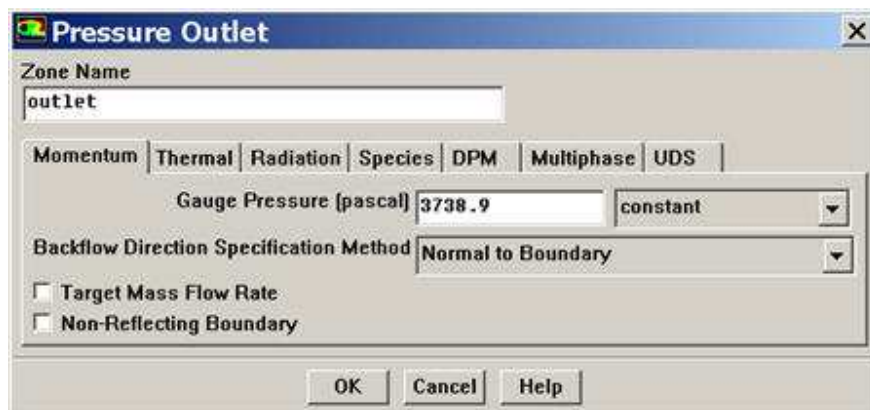 Pressure Outlet
Zone Name
outlet
Momentum Thermal Radiation Species DPM Multiphase UDS
Gauge Pressure (pascal) 3738.9 constant
Backflow Direction Specification Method Normal to Boundary
Target Mass Flow Rate
Non-Reflecting Boundary
OK Cancel Help